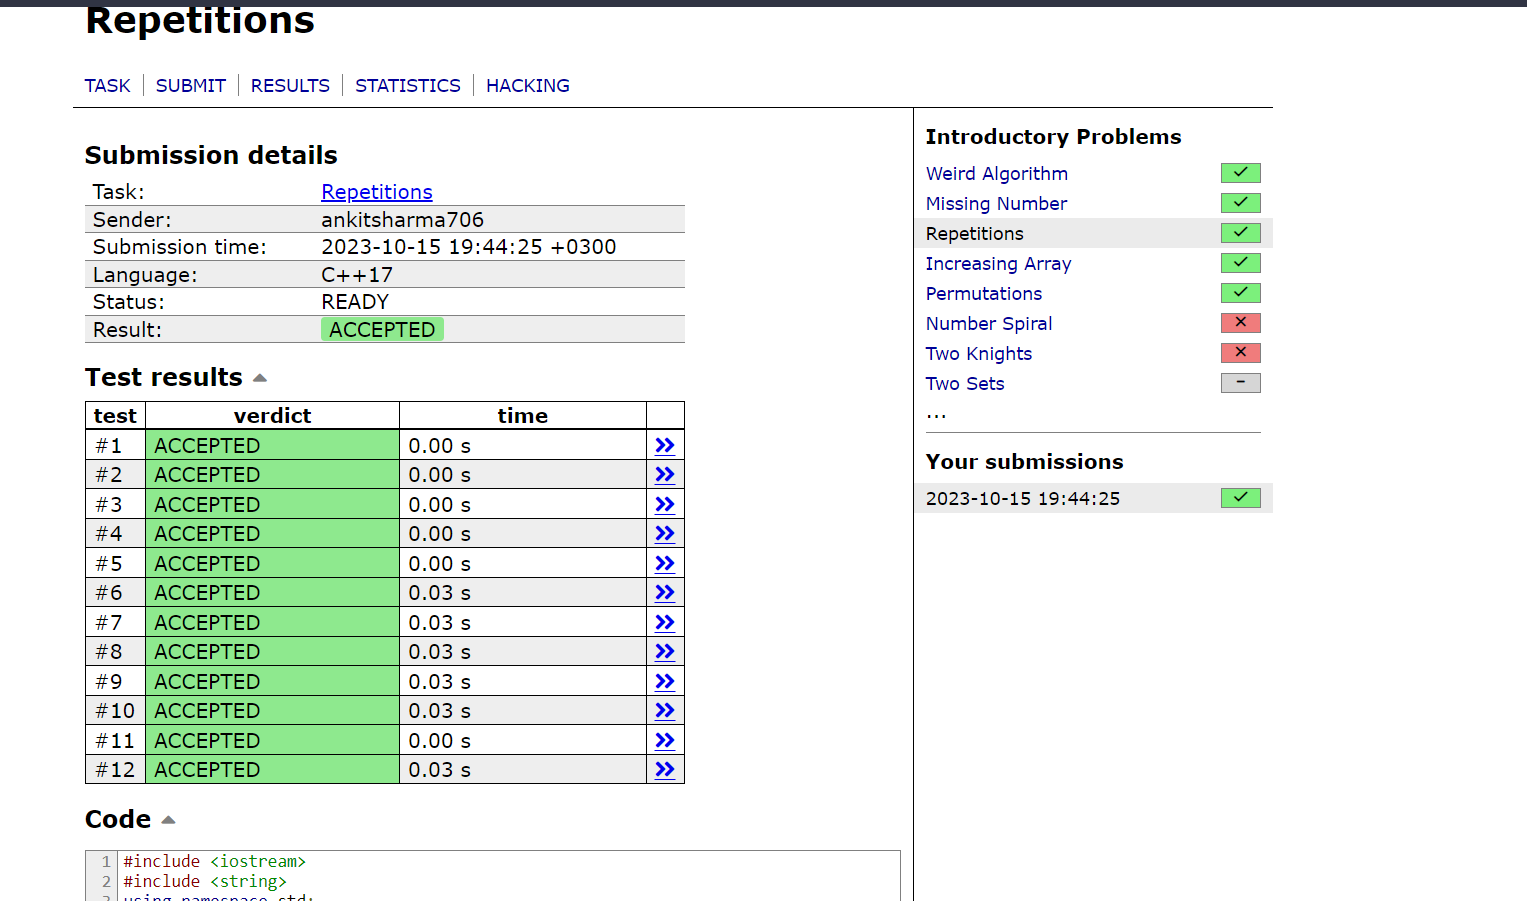 Repetitions
TASK | SUBMIT | RESULTS | STATISTICS | HACKING
Submission details
Task: Repetitions
Sender: ankitsharma706
Submission time: 2023-10-15 19:44:25 +0300
Language: C++17
Status: READY
Result: ACCEPTED
Test results
test verdict time
#1 ACCEPTED 0.00 s »
#2 ACCEPTED 0.00 s »
#3 ACCEPTED 0.00 s »
#4 ACCEPTED 0.00 s »
#5 ACCEPTED 0.00 s »
#6 ACCEPTED 0.03 s »
#7 ACCEPTED 0.03 s »
#8 ACCEPTED 0.03 s »
#9 ACCEPTED 0.03 s »
#10 ACCEPTED 0.03 s »
#11 ACCEPTED 0.00 s »
#12 ACCEPTED 0.03 s »
Code
1 #include <iostream>
2 #include <string>
3 using namespace std;
Introductory Problems
Weird Algorithm ✓
Missing Number ✓
Repetitions ✓
Increasing Array ✓
Permutations ✓
Number Spiral ✕
Two Knights ✕
Two Sets –
...
Your submissions
2023-10-15 19:44:25 ✓